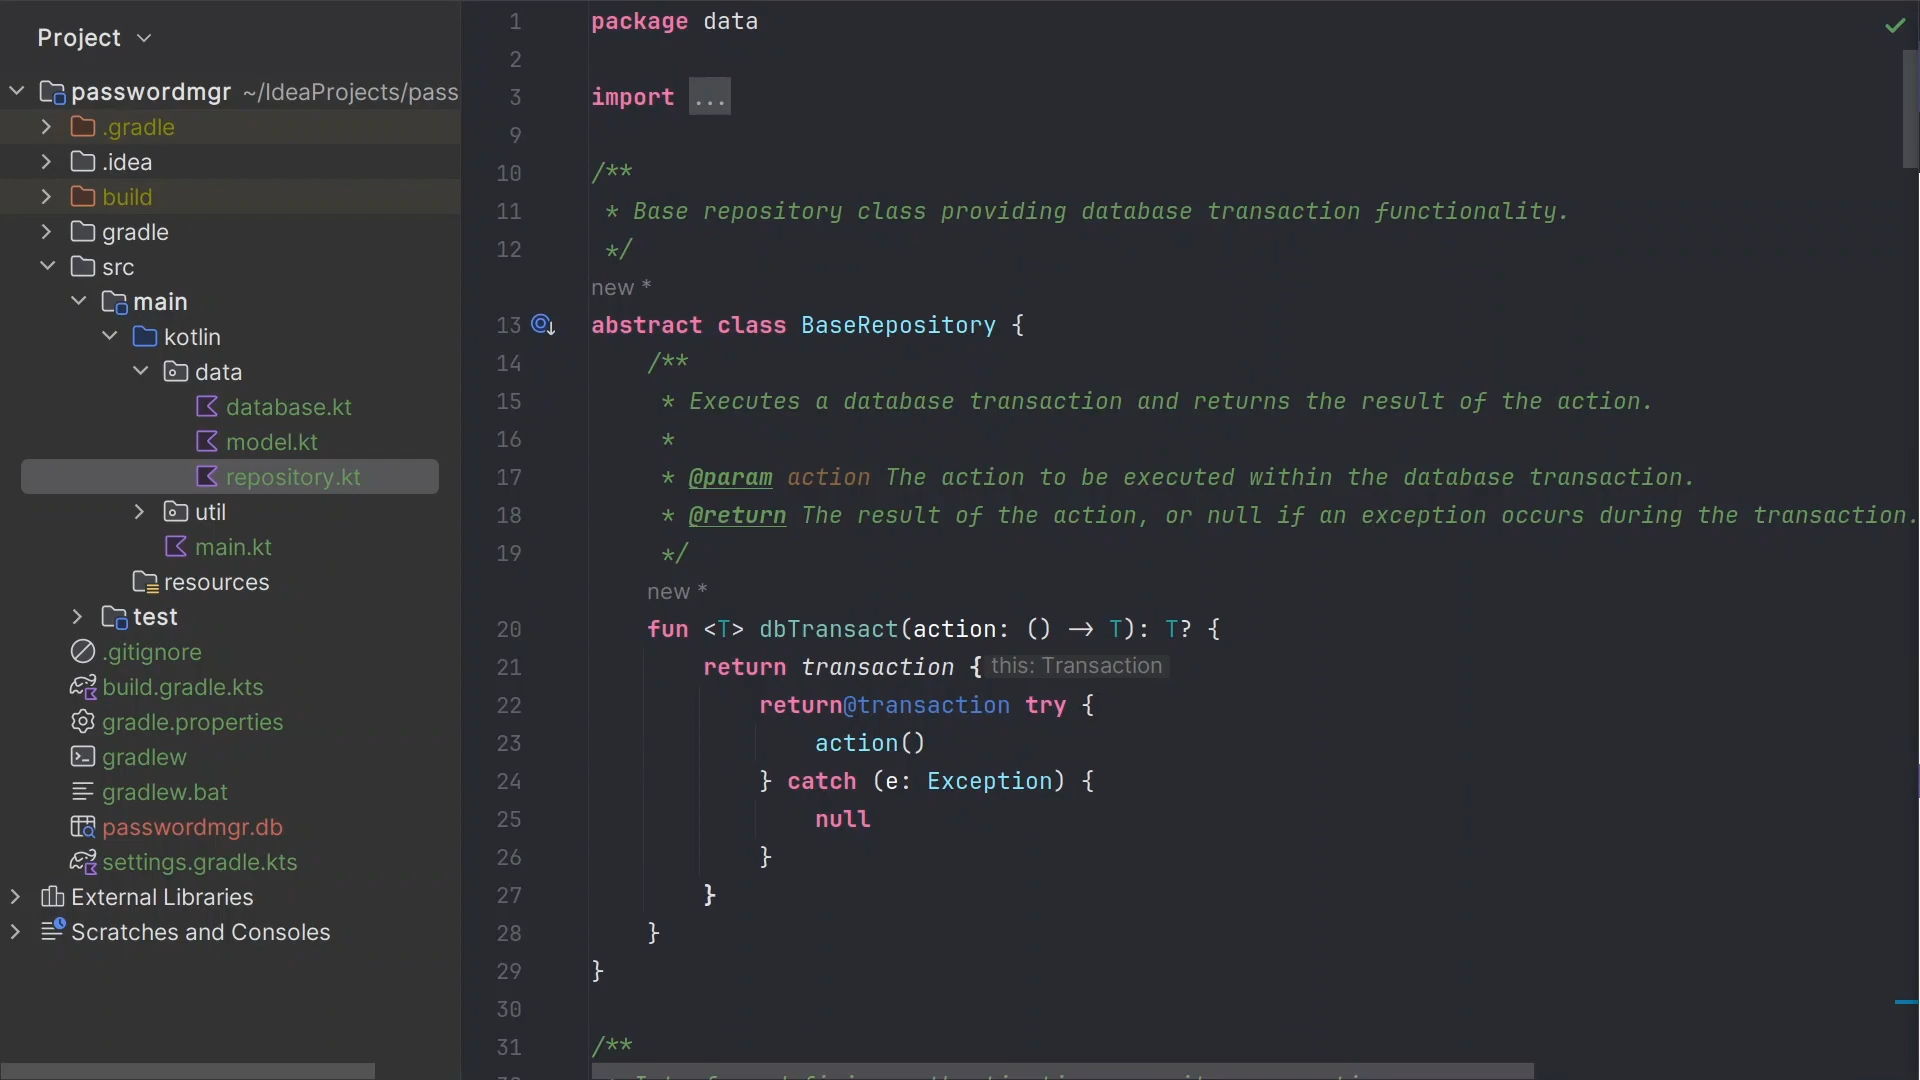 Project
passwordmgr ~/IdeaProjects/pass
.gradle
.idea
build
gradle
src
main
kotlin
data
database.kt
model.kt
repository.kt
util
main.kt
resources
test
.gitignore
build.gradle.kts
gradle.properties
gradlew
gradlew.bat
passwordmgr.db
settings.gradle.kts
External Libraries
Scratches and Consoles
1 package data
2
3 import ...
9
10 /**
11 * Base repository class providing database transaction functionality.
12 */
new *
13 abstract class BaseRepository {
14 /**
15 * Executes a database transaction and returns the result of the action.
16 *
17 * @param action The action to be executed within the database transaction.
18 * @return The result of the action, or null if an exception occurs during the transaction.
19 */
new *
20 fun <T> dbTransact(action: () -> T): T? {
21 return transaction { this: Transaction
22 return@transaction try {
23 action()
24 } catch (e: Exception) {
25 null
26 }
27 }
28 }
29 }
30
31 /**